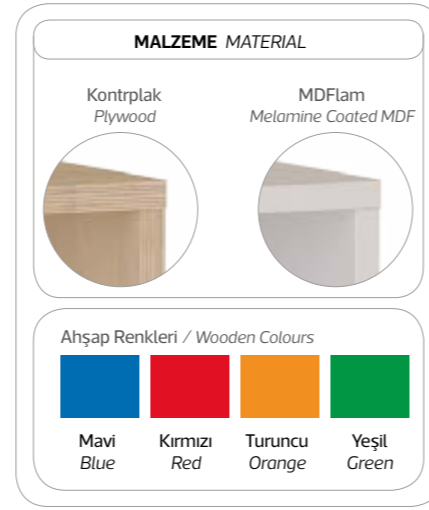 MALZEME MATERIAL
Kontrplak
Plywood
MDFlam
Melamine Coated MDF
Ahşap Renkleri / Wooden Colours
Mavi
Blue
Kırmızı
Red
Turuncu
Orange
Yeşil
Green